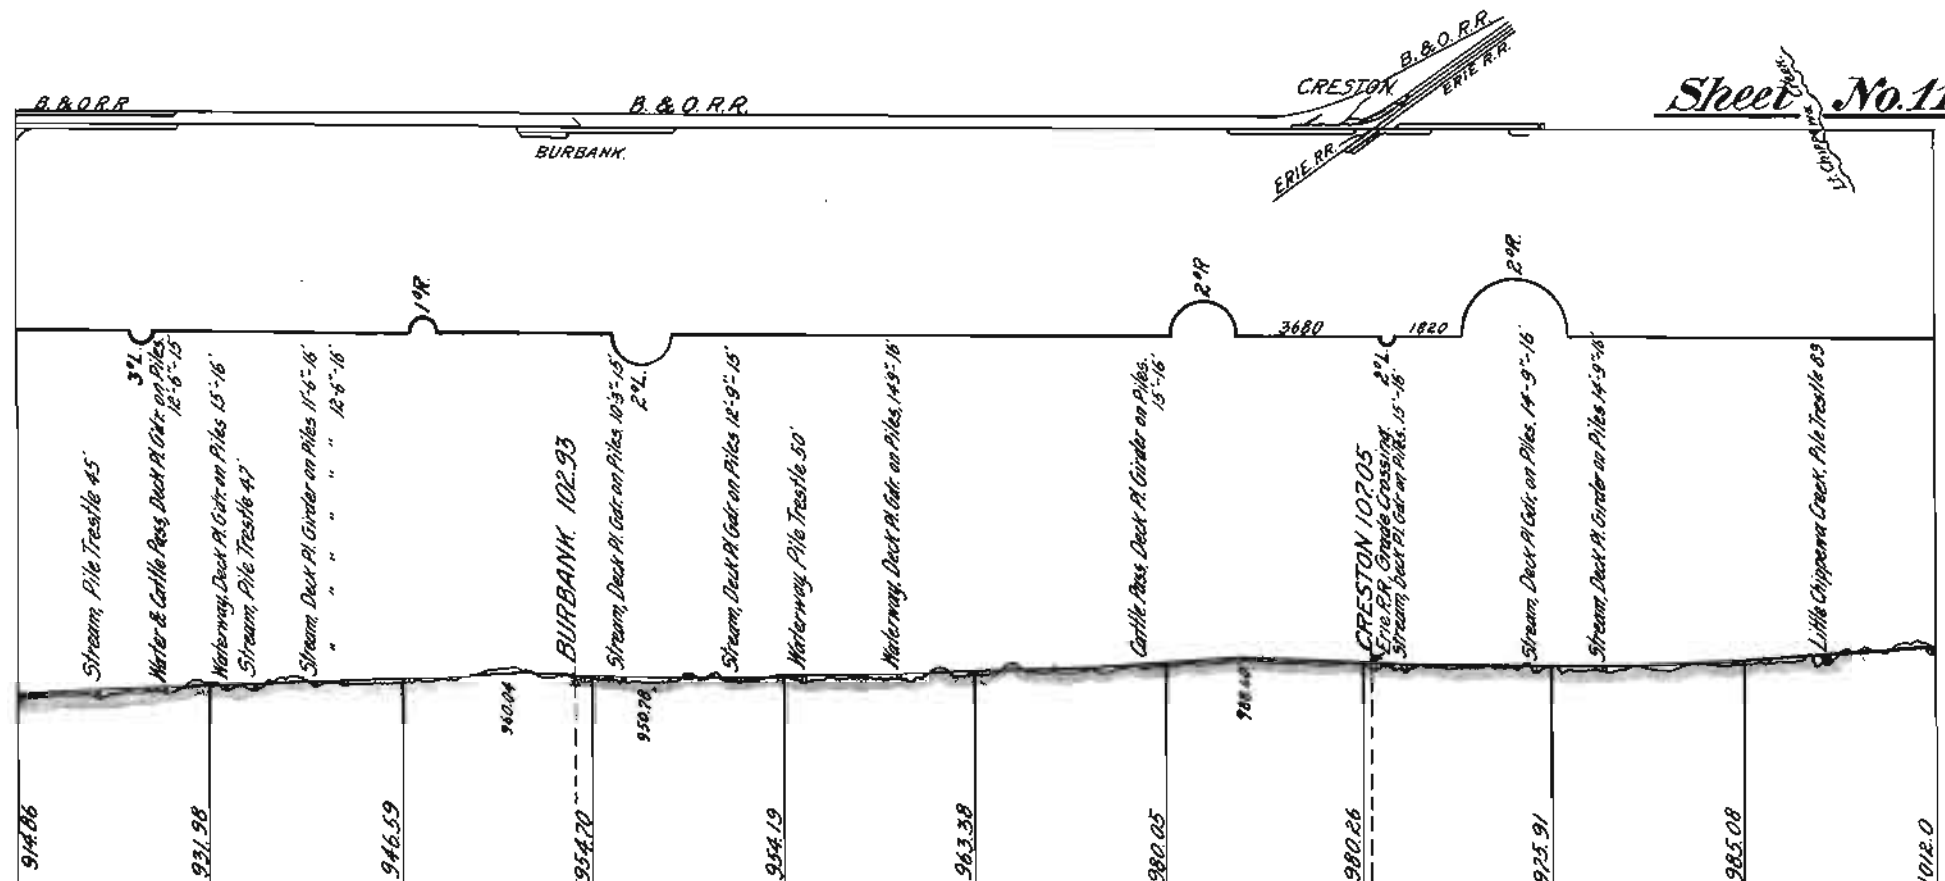 B. & O. R.R.
CRESTON
ERIE R.R.
Sheet No. 11
B. & O R.R
B. & O. R.R.
BURBANK.
ERIE RR.
Lt. Chippewa Creek.
3°L.
1°R.
2°L.
2°R
3680
2°L.
1820
2°R.
Stream, Pile Trestle 45'
Water & Cattle Pass, Deck Pl. Gdr. on Piles.
12'-6"-15'
Waterway, Deck Pl. Gdr. on Piles 15'-16'
Stream, Pile Trestle 47'
Stream, Deck Pl. Girder on Piles 11'-6"-16'
" " " " " 12'-6"-16'
BURBANK 102.93
Stream, Deck Pl. Gdr. on Piles 10'3"-15'
Stream, Deck Pl. Gdr. on Piles 12'-9"-15'
Waterway, Pile Trestle 50'
Waterway, Deck Pl. Gdr. on Piles, 14'9"-16'
Cattle Pass, Deck Pl. Girder on Piles.
15'-16'
CRESTON 107.05
Erie R.R. Grade Crossing.
Stream, Deck Pl. Gdr. on Piles. 15'-16'
Stream, Deck Pl. Gdr. on Piles. 14'-9"-16'
Stream, Deck Pl. Girder on Piles 14'9"-16'
Little Chippewa Creek, Pile Trestle 89
960.04
950.78
988.60
914.86
931.98
946.59
954.70
954.19
963.38
980.05
980.26
975.91
985.08
1012.0